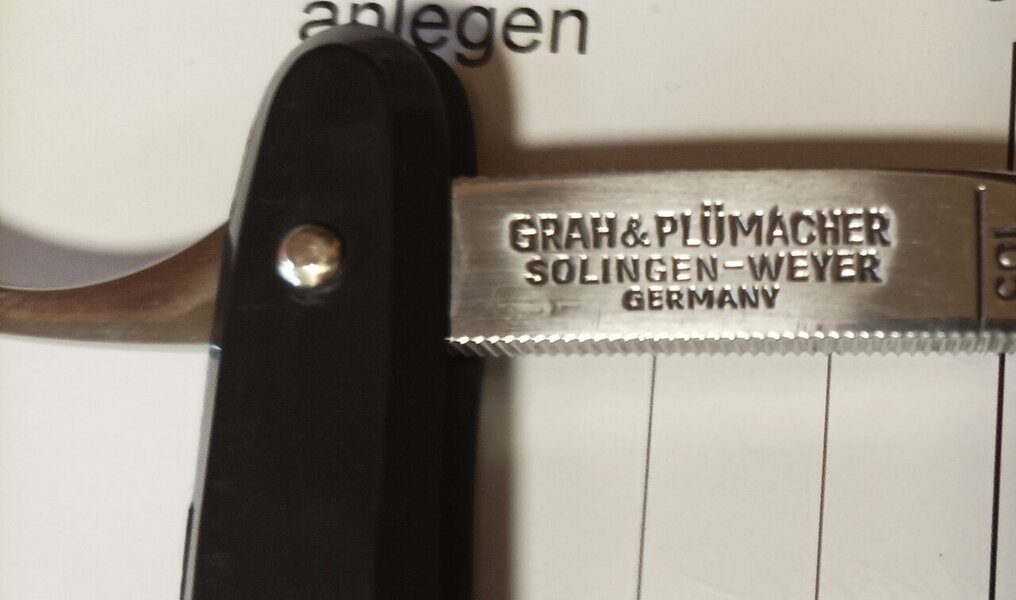 anlegen
GRAH & PLÜMACHER
SOLINGEN-WEYER
GERMANY